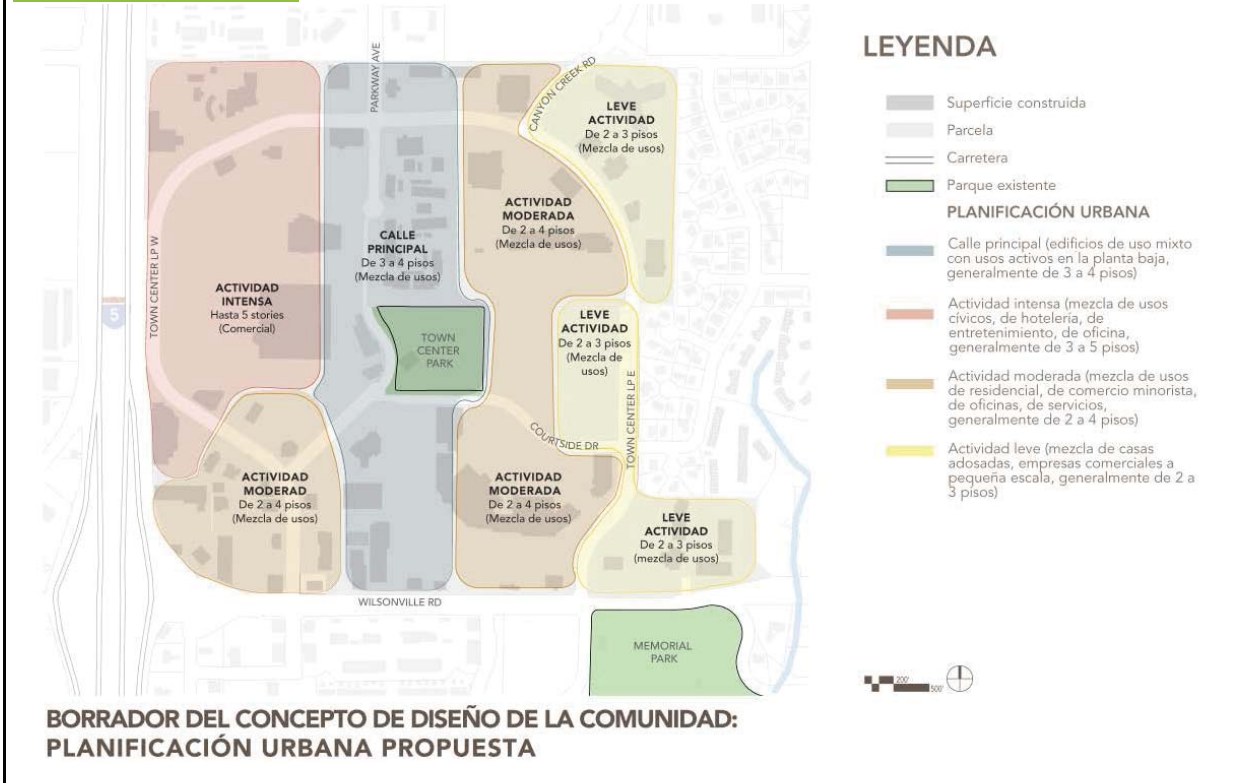 PARKWAY AVE
CANYON CREEK RD
LEVE
ACTIVIDAD
De 2 a 3 pisos
(Mezcla de usos)
ACTIVIDAD
MODERADA
De 2 a 4 pisos
(Mezcla de usos)
CALLE
PRINCIPAL
De 3 a 4 pisos
(Mezcla de usos)
TOWN CENTER LP W
5
ACTIVIDAD
INTENSA
Hasta 5 stories
(Comercial)
TOWN
CENTER
PARK
LEVE
ACTIVIDAD
De 2 a 3 pisos
(Mezcla de
usos)
TOWN CENTER LP E
COURTSIDE DR
ACTIVIDAD
MODERAD
De 2 a 4 pisos
(Mezcla de usos)
ACTIVIDAD
MODERADA
De 2 a 4 pisos
(Mezcla de usos)
LEVE
ACTIVIDAD
De 2 a 3 pisos
(mezcla de usos)
WILSONVILLE RD
MEMORIAL
PARK
LEYENDA
Superficie construida
Parcela
Carretera
Parque existente
PLANIFICACIÓN URBANA
Calle principal (edificios de uso mixto
con usos activos en la planta baja,
generalmente de 3 a 4 pisos)
Actividad intensa (mezcla de usos
cívicos, de hotelería, de
entretenimiento, de oficina,
generalmente de 3 a 5 pisos)
Actividad moderada (mezcla de usos
de residencial, de comercio minorista,
de oficinas, de servicios,
generalmente de 2 a 4 pisos)
Actividad leve (mezcla de casas
adosadas, empresas comerciales a
pequeña escala, generalmente de 2 a
3 pisos)
200'
500'
BORRADOR DEL CONCEPTO DE DISEÑO DE LA COMUNIDAD:
PLANIFICACIÓN URBANA PROPUESTA